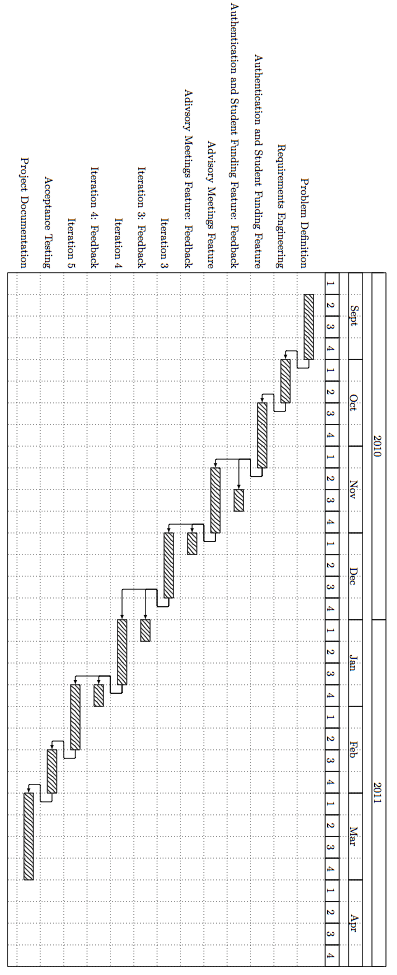 2010 2011
Sept Oct Nov Dec Jan Feb Mar Apr
1 2 3 4 1 2 3 4 1 2 3 4 1 2 3 4 1 2 3 4 1 2 3 4 1 2 3 4 1 2 3 4
Problem Definition
Requirements Engineering
Authentication and Student Funding Feature
Authentication and Student Funding Feature: Feedback
Advisory Meetings Feature
Adivsory Meetings Feature: Feedback
Iteration 3
Iteration 3: Feedback
Iteration 4
Iteration 4: Feedback
Iteration 5
Acceptance Testing
Project Documentation